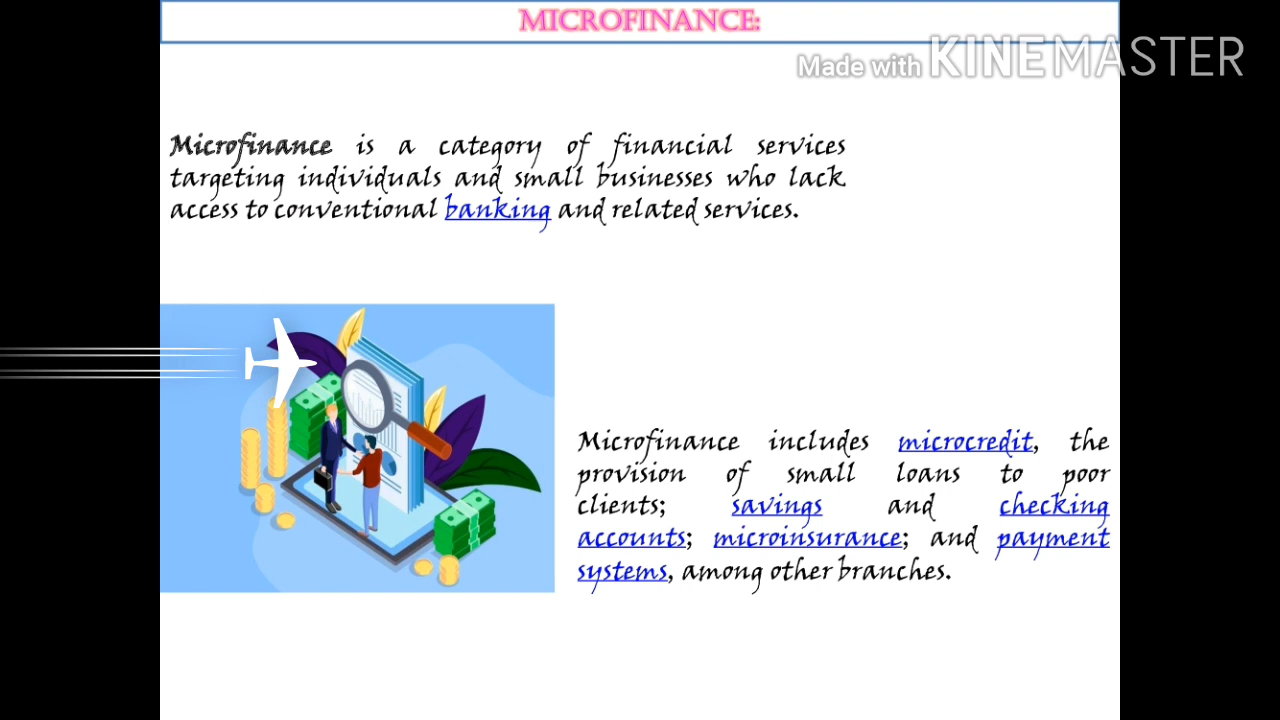 MICROFINANCE:
Made with KINEMASTER
Microfinance is a category of financial services
targeting individuals and small businesses who lack
access to conventional banking and related services.
Microfinance includes microcredit, the
provision of small loans to poor
clients; savings and checking
accounts; microinsurance; and payment
systems, among other branches.